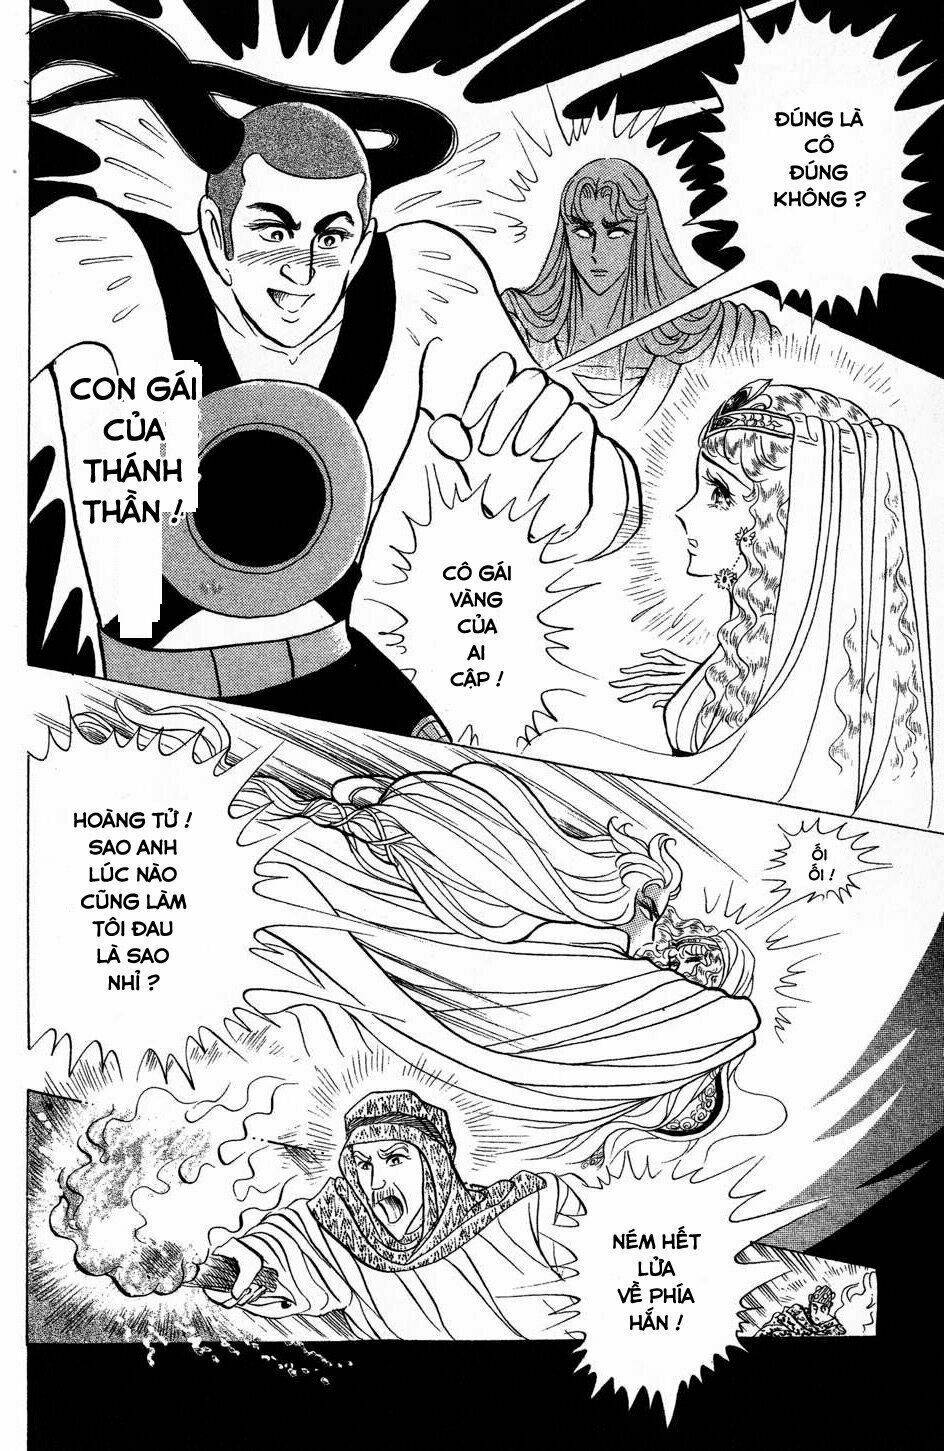 ĐÚNG LÀ
CÔ
ĐÚNG
KHÔNG ?
CON GÁI
CỦA
THÁNH
THẦN !
CÔ GÁI
VÀNG
CỦA
AI
CẬP !
HOÀNG TỬ !
SAO ANH
LÚC NÀO
CŨNG LÀM
TÔI ĐAU
LÀ SAO
NHỈ ?
ỐI
ỐI !
NÉM HẾT
LỬA
VỀ PHÍA
HẮN !